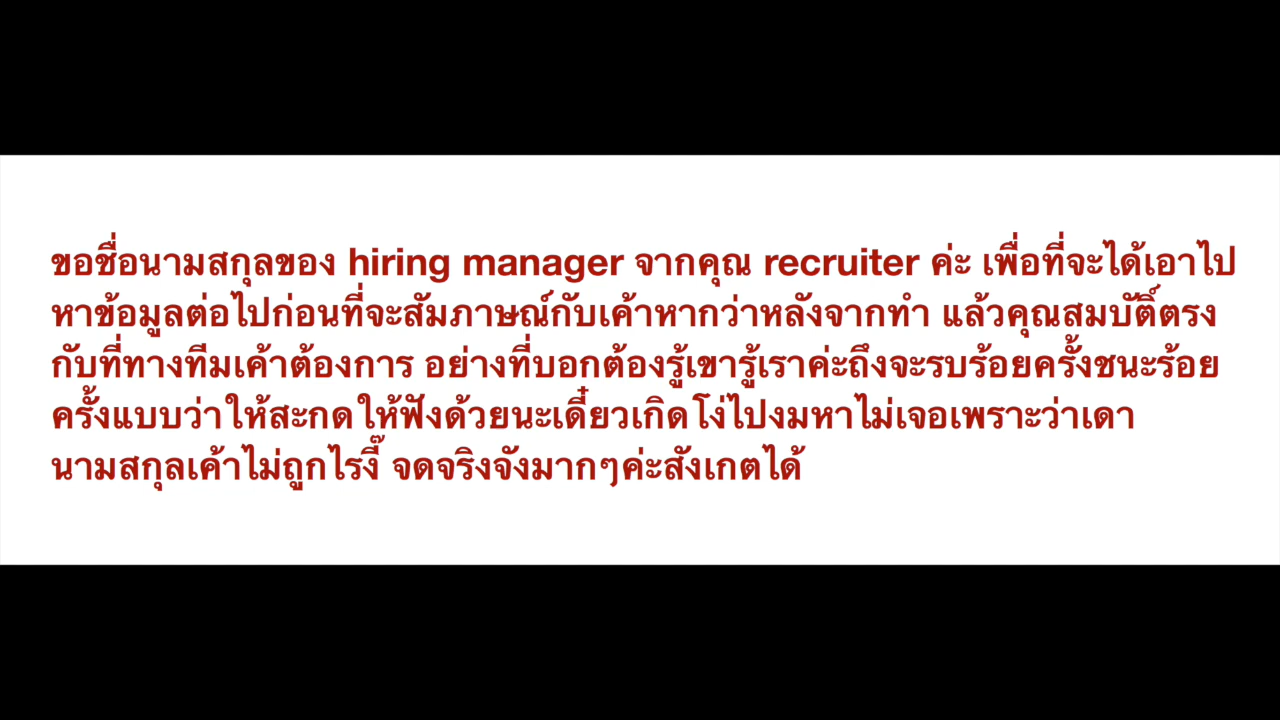 ขอชื่อนามสกุลของ hiring manager จากคุณ recruiter ค่ะ เพื่อที่จะได้เอาไป
หาข้อมูลต่อไปก่อนที่จะสัมภาษณ์กับเค้าหากว่าหลังจากทำ แล้วคุณสมบัติ์ตรง
กับที่ทางทีมเค้าต้องการ อย่างที่บอกต้องรู้เขารู้เราค่ะถึงจะรบร้อยครั้งชนะร้อย
ครั้งแบบว่าให้สะกดให้ฟังด้วยนะเดี๋ยวเกิดโง่ไปงมหาไม่เจอเพราะว่าเดา
นามสกุลเค้าไม่ถูกไรงี๊ จดจริงจังมากๆค่ะสังเกตได้